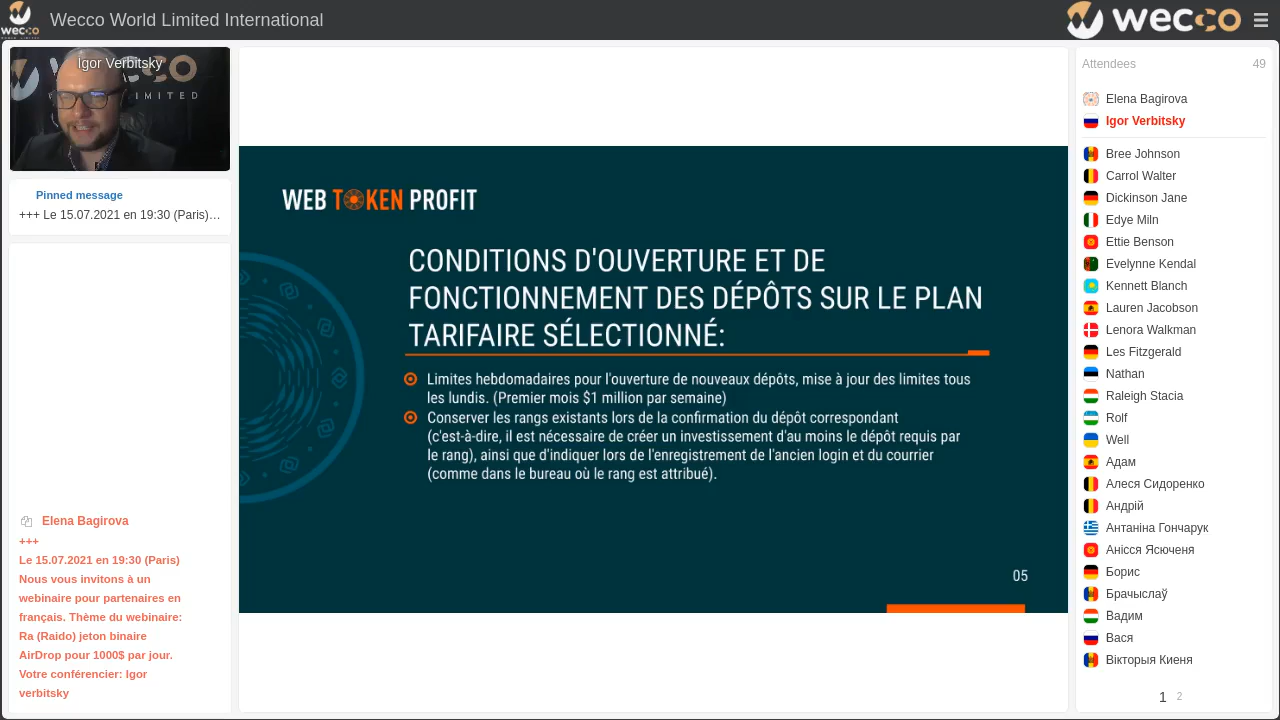 Wecco World Limited International
wecco
wecco
Igor Verbitsky
LIMITED
Pinned message
+++ Le 15.07.2021 en 19:30 (Paris)…
Elena Bagirova
+++
Le 15.07.2021 en 19:30 (Paris)
Nous vous invitons à un
webinaire pour partenaires en
français. Thème du webinaire:
Ra (Raido) jeton binaire
AirDrop pour 1000$ par jour.
Votre conférencier: Igor
verbitsky
WEB TOKEN PROFIT
CONDITIONS D'OUVERTURE ET DE
FONCTIONNEMENT DES DÉPÔTS SUR LE PLAN
TARIFAIRE SÉLECTIONNÉ:
Limites hebdomadaires pour l'ouverture de nouveaux dépôts, mise à jour des limites tous
les lundis. (Premier mois $1 million par semaine)
Conserver les rangs existants lors de la confirmation du dépôt correspondant
(c'est-à-dire, il est nécessaire de créer un investissement d'au moins le dépôt requis par
le rang), ainsi que d'indiquer lors de l'enregistrement de l'ancien login et du courrier
(comme dans le bureau où le rang est attribué).
05
Attendees 49
Elena Bagirova
Igor Verbitsky
Bree Johnson
Carrol Walter
Dickinson Jane
Edye Miln
Ettie Benson
Evelynne Kendal
Kennett Blanch
Lauren Jacobson
Lenora Walkman
Les Fitzgerald
Nathan
Raleigh Stacia
Rolf
Well
Адам
Алеся Сидоренко
Андрій
Антаніна Гончарук
Анісся Ясюченя
Борис
Брачыслаў
Вадим
Вася
Вікторыя Киеня
1 2